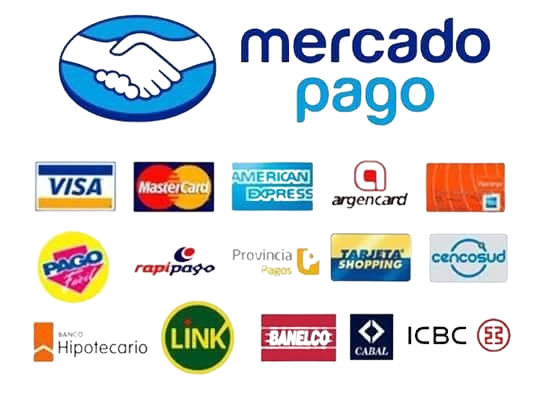 mercado
pago
VISA
MasterCard
AMERICAN
EXPRESS
argencard
Naranja
PAGO
Fácil
rapipago
Provincia
Pagos
TARJETA
SHOPPING
cencosud
BANCO
Hipotecario
LINK
BANELCO
CABAL
ICBC